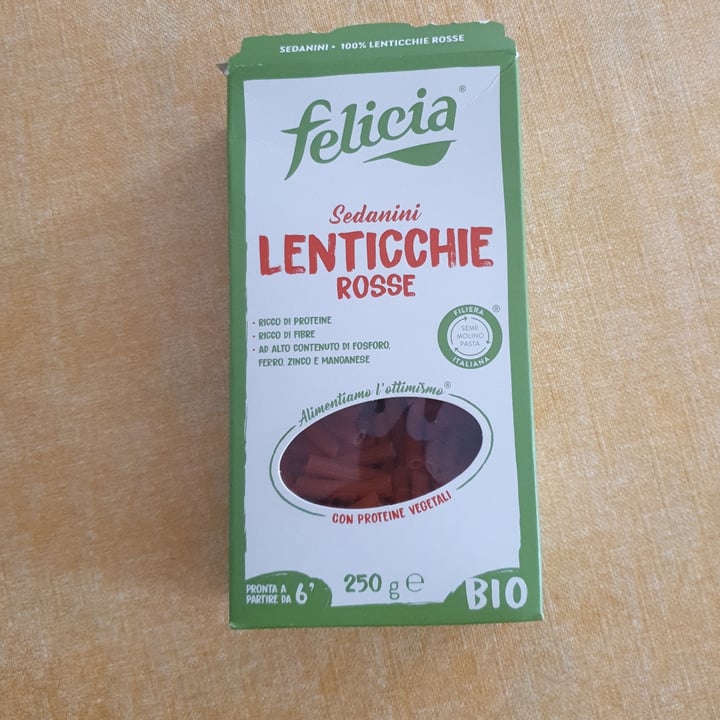 SEDANINI • 100% LENTICCHIE ROSSE
felicia®
Sedanini
LENTICCHIE
ROSSE
• RICCO DI PROTEINE
• RICCO DI FIBRE
• AD ALTO CONTENUTO DI FOSFORO,
FERRO, ZINCO E MANGANESE
FILIERA ®
SEME
MOLINO
PASTA
ITALIANA
Alimentiamo l'ottimismo®
CON PROTEINE VEGETALI
PRONTA A
PARTIRE DA 6'
250 g ℮
BIO